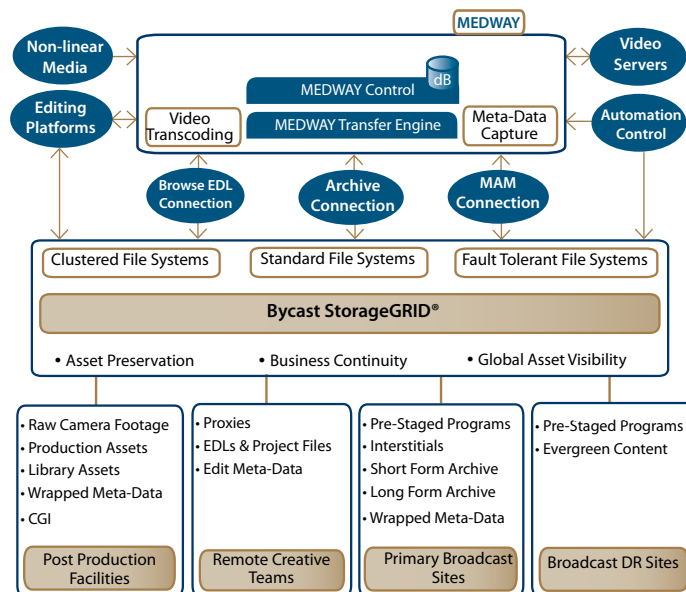 MEDWAY
Non-linear
Media
Video
Servers
dB
MEDWAY Control
Editing
Platforms
Video
Transcoding
MEDWAY Transfer Engine
Meta-Data
Capture
Automation
Control
Browse EDL
Connection
Archive
Connection
MAM
Connection
Clustered File Systems
Standard File Systems
Fault Tolerant File Systems
Bycast StorageGRID®
• Asset Preservation
• Business Continuity
• Global Asset Visibility
• Raw Camera Footage
• Production Assets
• Library Assets
• Wrapped Meta-Data
• CGI
Post Production
Facilities
• Proxies
• EDLs & Project Files
• Edit Meta-Data
Remote Creative
Teams
• Pre-Staged Programs
• Interstitials
• Short Form Archive
• Long Form Archive
• Wrapped Meta-Data
Primary Broadcast
Sites
• Pre-Staged Programs
• Evergreen Content
Broadcast DR Sites